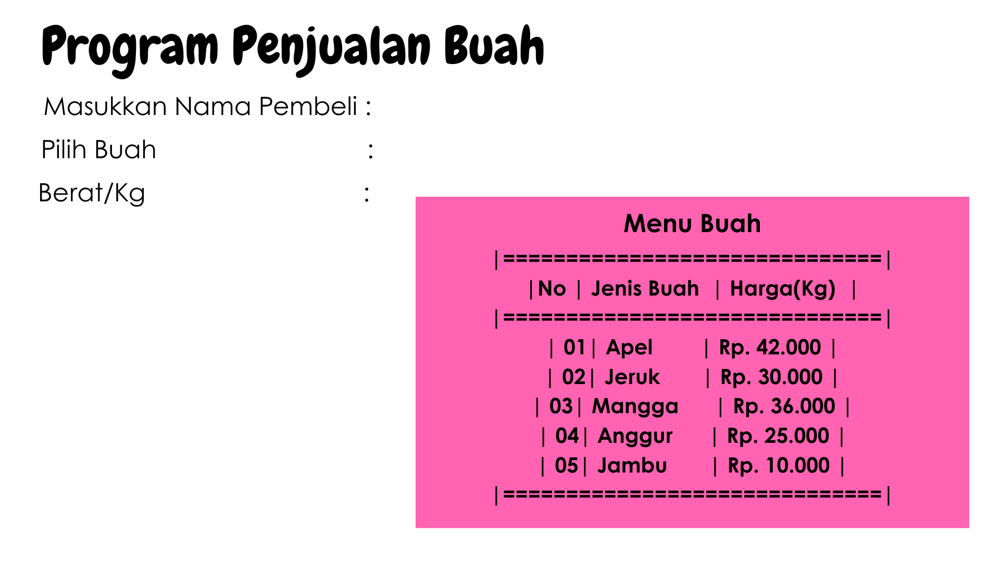 Program Penjualan Buah
Masukkan Nama Pembeli :
Pilih Buah :
Berat/Kg :
Menu Buah
|==============================|
|No | Jenis Buah | Harga(Kg) |
|==============================|
| 01| Apel | Rp. 42.000 |
| 02| Jeruk | Rp. 30.000 |
| 03| Mangga | Rp. 36.000 |
| 04| Anggur | Rp. 25.000 |
| 05| Jambu | Rp. 10.000 |
|==============================|